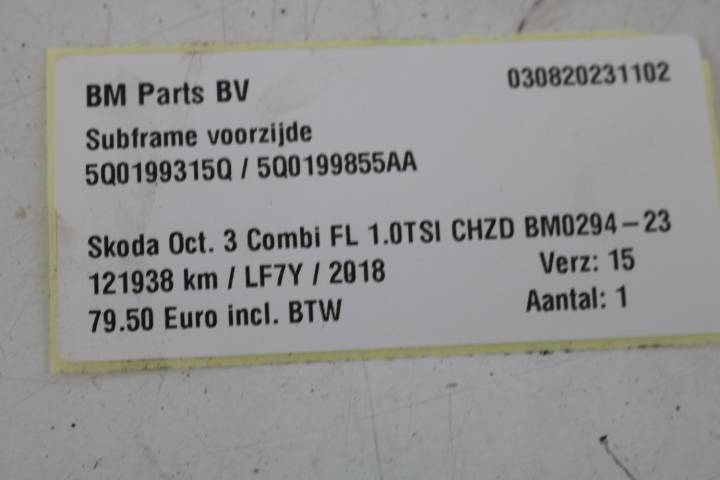 BM Parts BV 030820231102
Subframe voorzijde
5Q0199315Q / 5Q0199855AA
Skoda Oct. 3 Combi FL 1.0TSI CHZD BM0294-23
121938 km / LF7Y / 2018 Verz: 15
79.50 Euro incl. BTW Aantal: 1